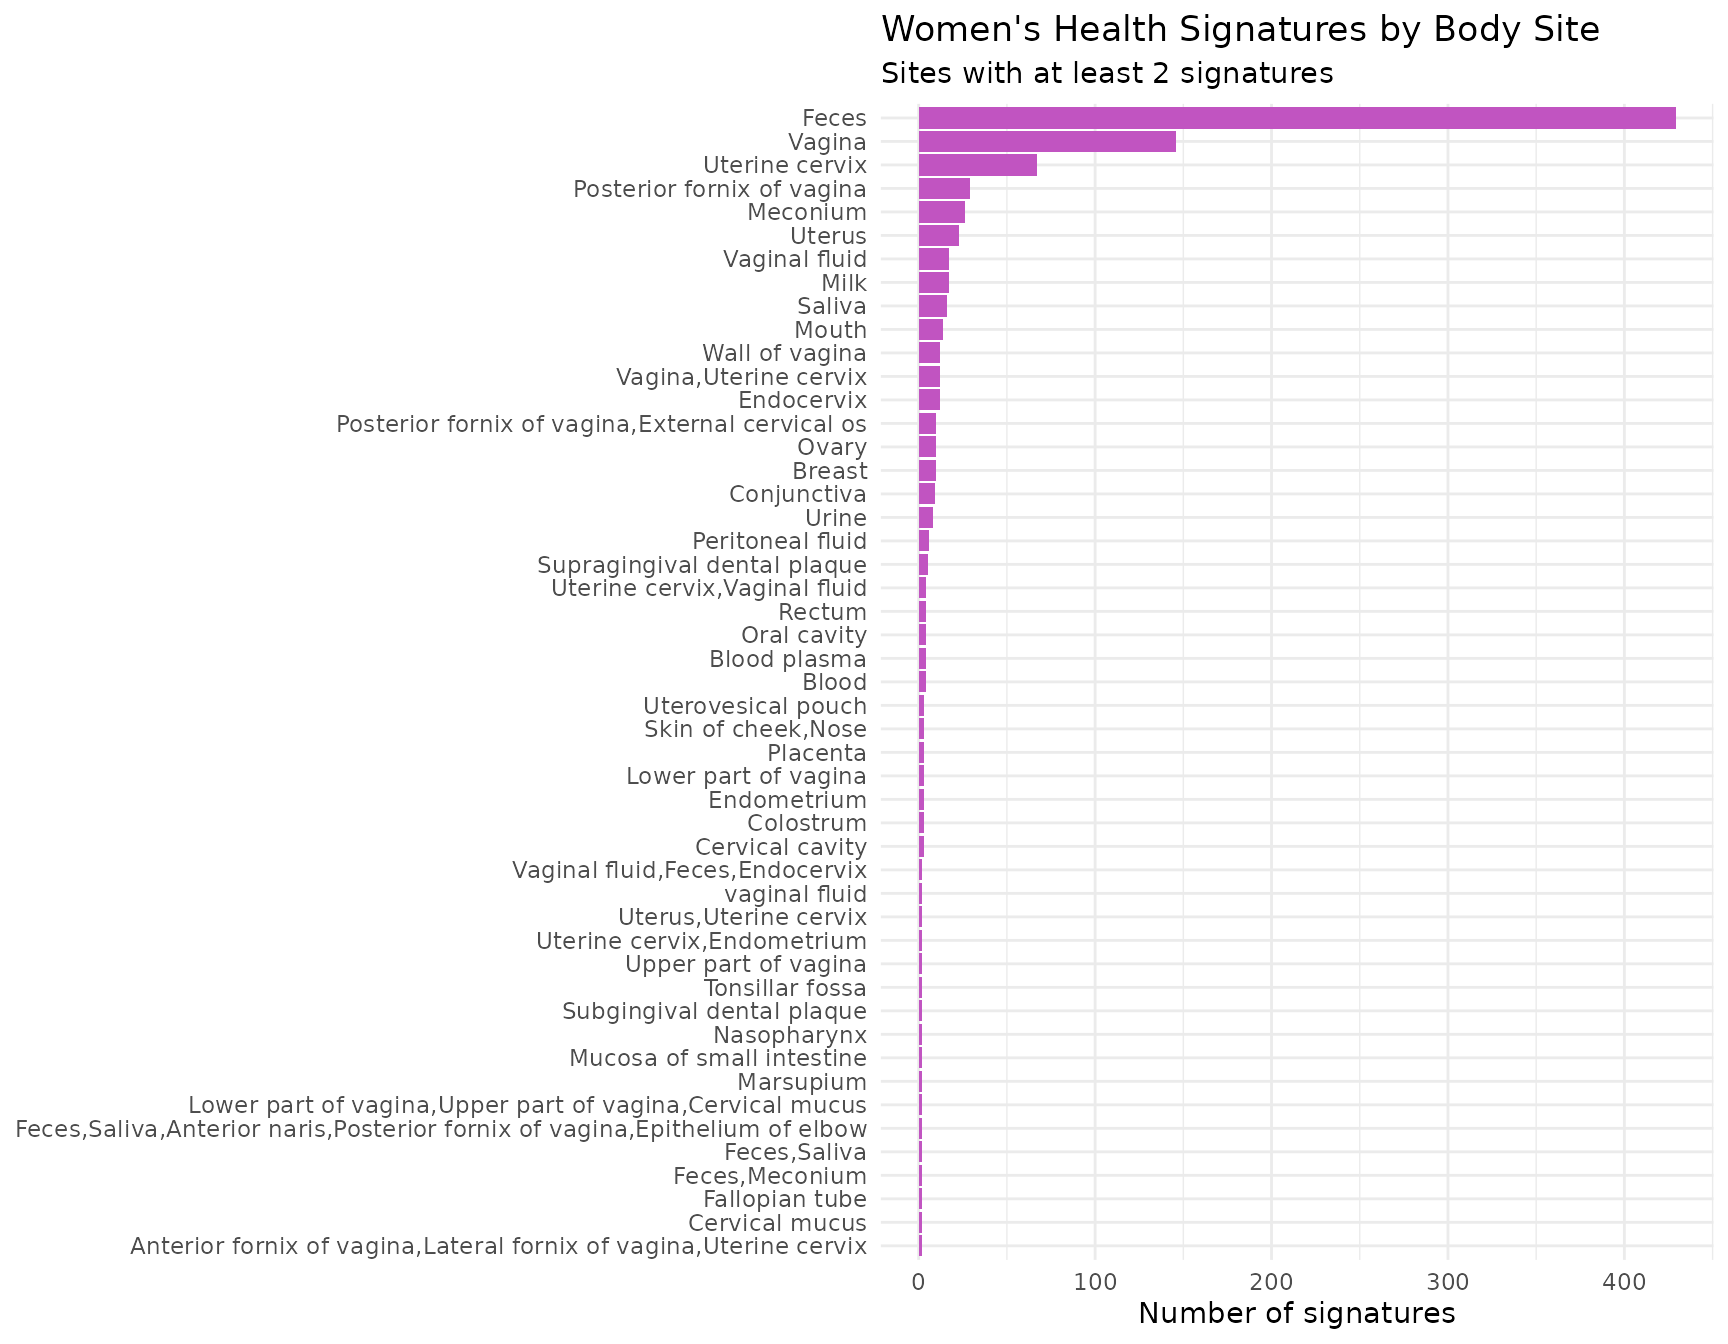 Women's Health Signatures by Body Site
Sites with at least 2 signatures
Feces
Vagina
Uterine cervix
Posterior fornix of vagina
Meconium
Uterus
Vaginal fluid
Milk
Saliva
Mouth
Wall of vagina
Vagina,Uterine cervix
Endocervix
Posterior fornix of vagina,External cervical os
Ovary
Breast
Conjunctiva
Urine
Peritoneal fluid
Supragingival dental plaque
Uterine cervix,Vaginal fluid
Rectum
Oral cavity
Blood plasma
Blood
Uterovesical pouch
Skin of cheek,Nose
Placenta
Lower part of vagina
Endometrium
Colostrum
Cervical cavity
Vaginal fluid,Feces,Endocervix
vaginal fluid
Uterus,Uterine cervix
Uterine cervix,Endometrium
Upper part of vagina
Tonsillar fossa
Subgingival dental plaque
Nasopharynx
Mucosa of small intestine
Marsupium
Lower part of vagina,Upper part of vagina,Cervical mucus
Feces,Saliva,Anterior naris,Posterior fornix of vagina,Epithelium of elbow
Feces,Saliva
Feces,Meconium
Fallopian tube
Cervical mucus
Anterior fornix of vagina,Lateral fornix of vagina,Uterine cervix
0 100 200 300 400
Number of signatures